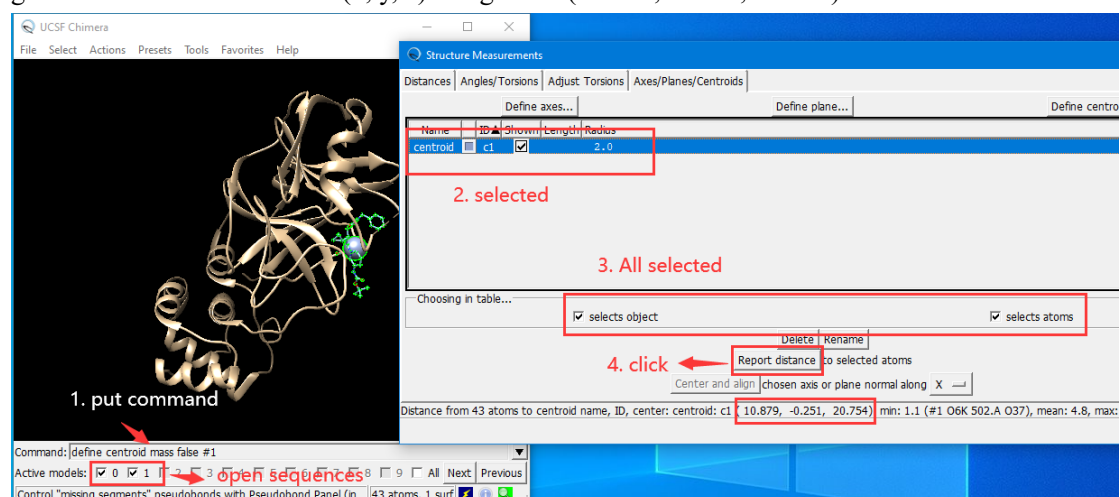 UCSF Chimera
File Select Actions Presets Tools Favorites Help
1. put command
Command: define centroid mass false #1
Active models: 0 1 2 3 4 5 6 7 8 9 All Next Previous
open sequences
Control "missing segments" pseudobonds with Pseudobond Panel (in 43 atoms, 1 surf
Structure Measurements
Distances Angles/Torsions Adjust Torsions Axes/Planes/Centroids
Define axes... Define plane... Define centro
Name ID Shown Length Radius
centroid c1 2.0
2. selected
3. All selected
Choosing in table...
selects object selects atoms
Delete Rename
4. click Report distance to selected atoms
Center and align chosen axis or plane normal along X
Distance from 43 atoms to centroid name, ID, center: centroid: c1 ( 10.879, -0.251, 20.754) min: 1.1 (#1 O6K 502.A O37), mean: 4.8, max: